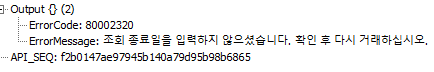 Output {} (2)
ErrorCode: 80002320
ErrorMessage: 조회 종료일을 입력하지 않으셨습니다. 확인 후 다시 거래하십시오.
API_SEQ: f2b0147ae97945b140a79d95b98b6865